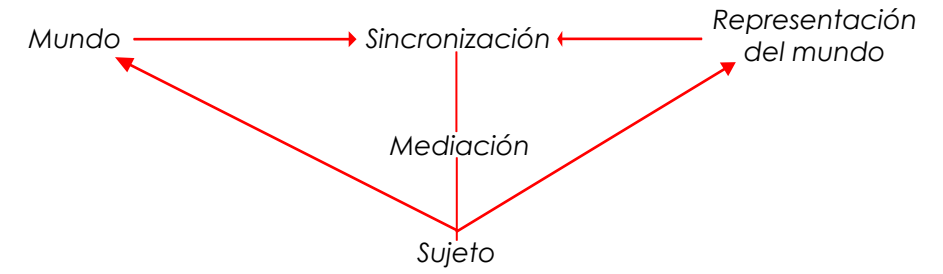 Mundo
Sincronización
Representación
del mundo
Mediación
Sujeto